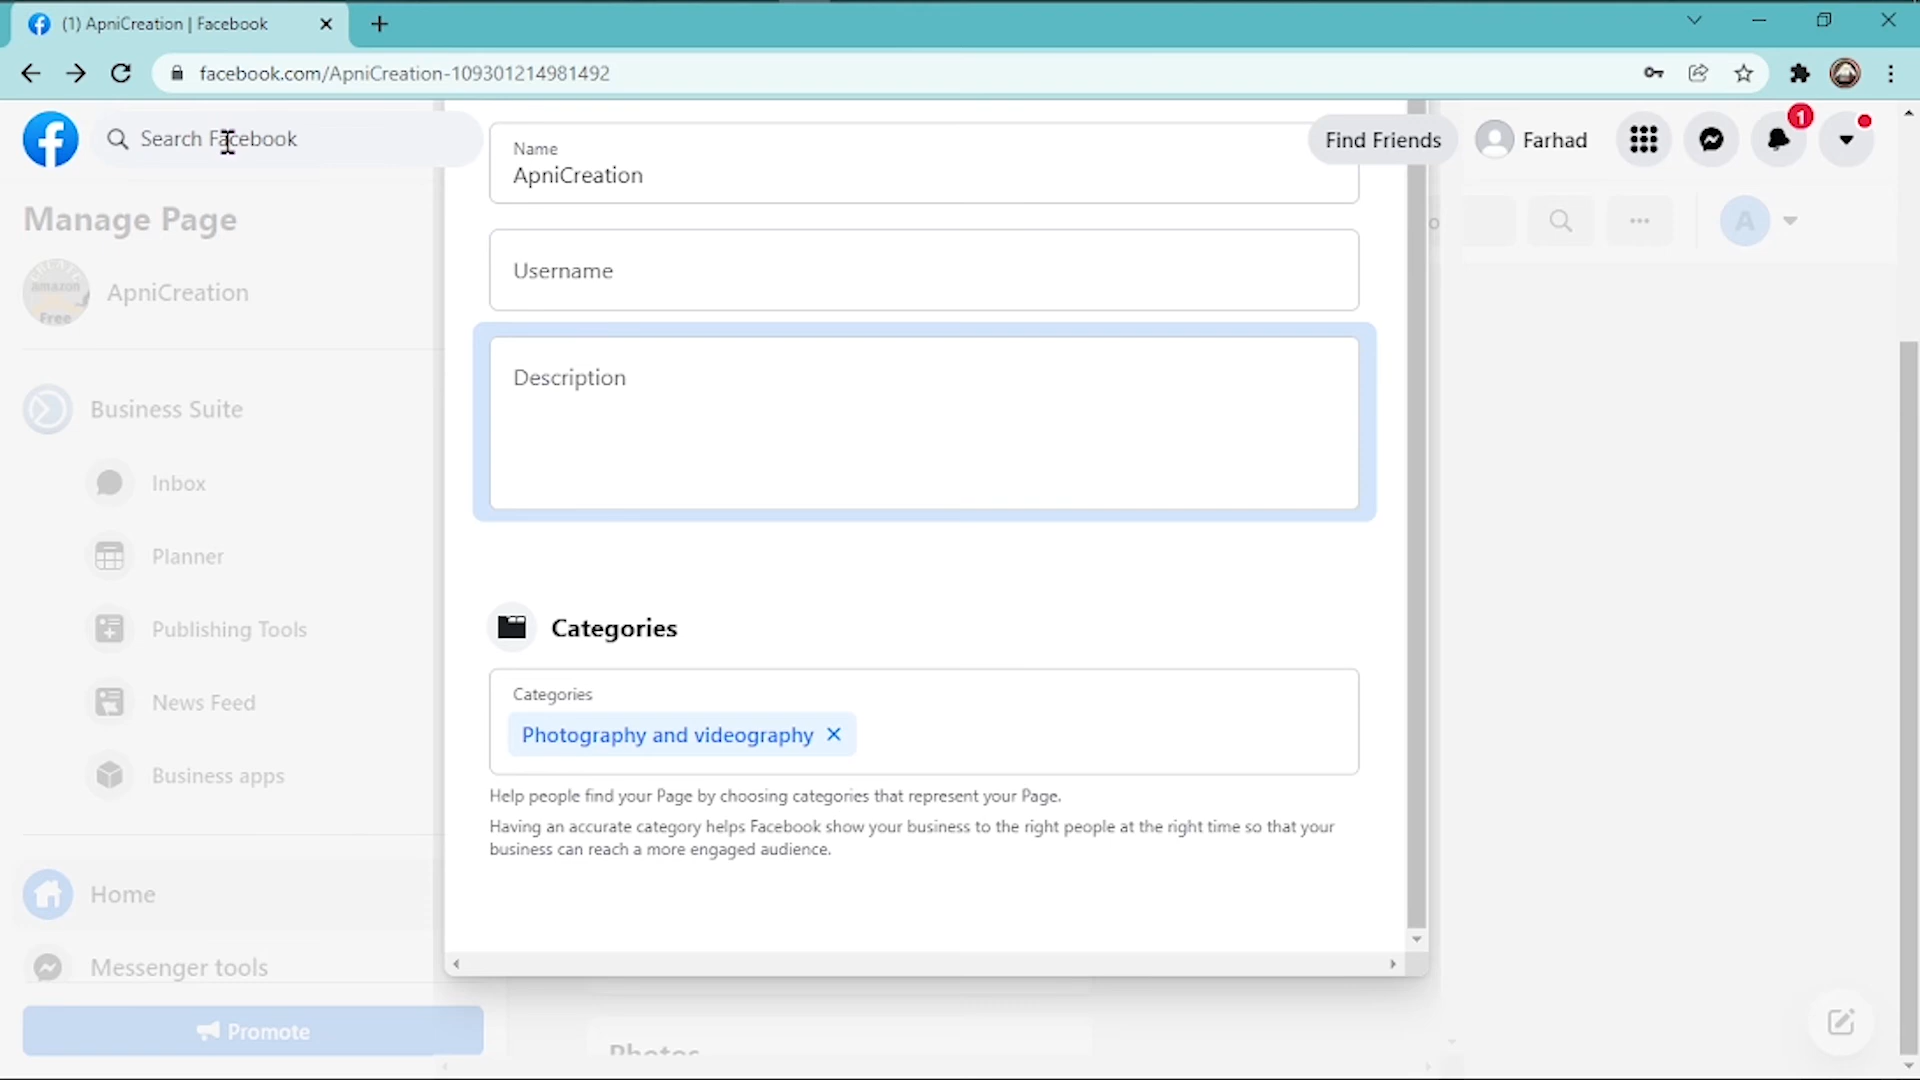 (1) ApniCreation | Facebook
facebook.com/ApniCreation-109301214981492
Search Facebook
Find Friends
Farhad
1
Manage Page
amazon
Free
ApniCreation
A
Business Suite
Inbox
Planner
Publishing Tools
News Feed
Business apps
Home
Messenger tools
Promote
Name
ApniCreation
Username
Description
Categories
Categories
Photography and videography
Help people find your Page by choosing categories that represent your Page.
Having an accurate category helps Facebook show your business to the right people at the right time so that your
business can reach a more engaged audience.
Photos